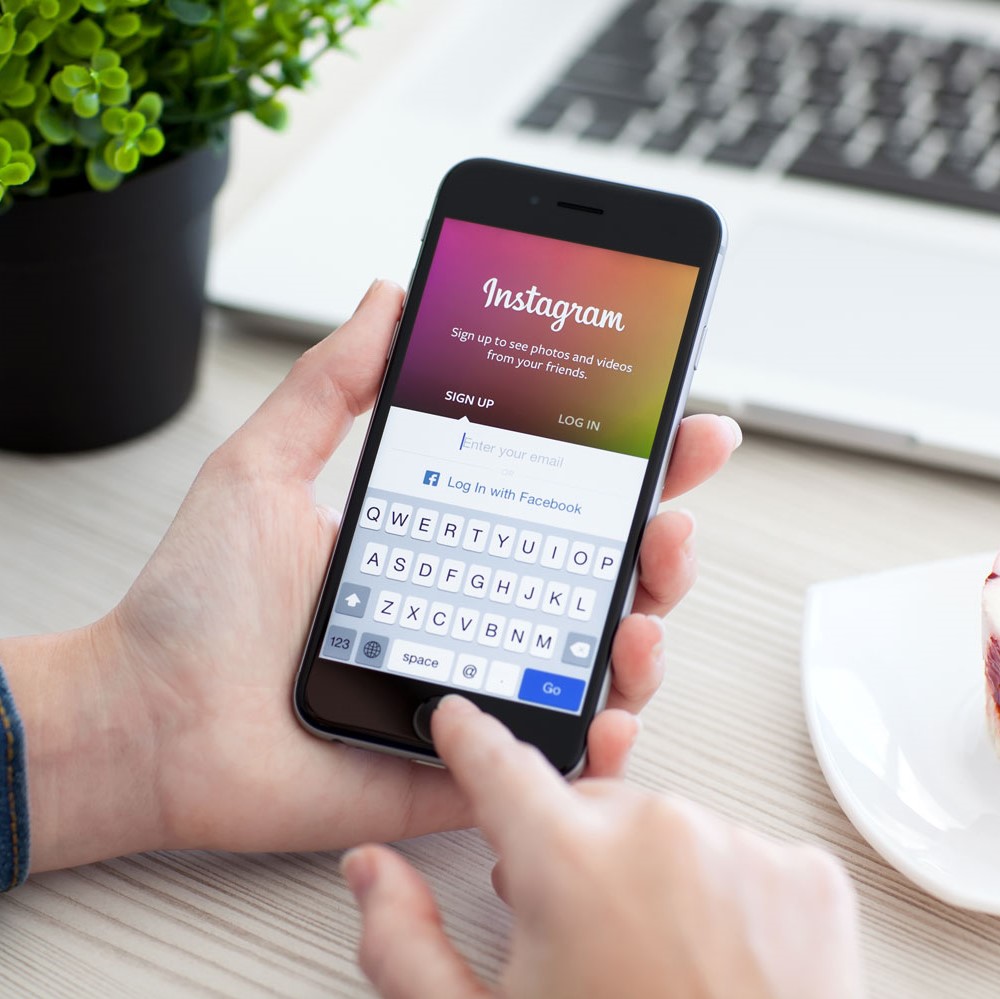 Instagram
Sign up to see photos and videos
from your friends.
SIGN UP LOG IN
Enter your email
OR
Log In with Facebook
Q W E R T Y U I O P
A S D F G H J K L
Z X C V B N M
123 space @ . Go